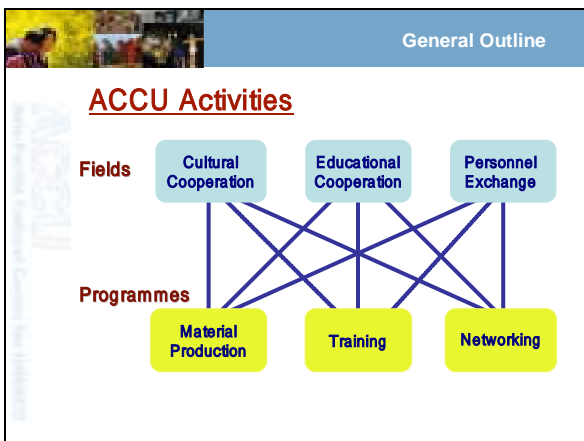 General Outline
ACCU Activities
Fields
Cultural
Cooperation
Educational
Cooperation
Personnel
Exchange
Programmes
Material
Production
Training
Networking